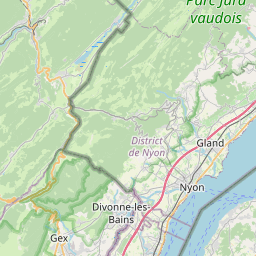 Parc Jura
vaudois
District
de Nyon
Gland
Nyon
Divonne-les-
Bains
Gex